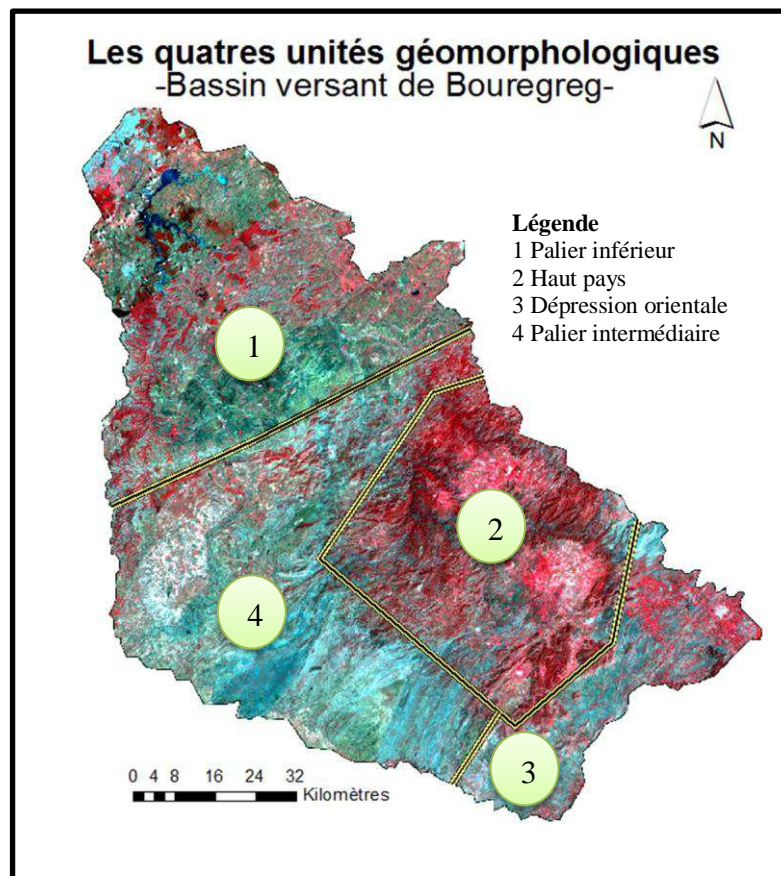 Les quatres unités géomorphologiques
-Bassin versant de Bouregreg-
N
Légende
1 Palier inférieur
2 Haut pays
3 Dépression orientale
4 Palier intermédiaire
1
2
4
3
0 4 8 16 24 32
Kilomètres